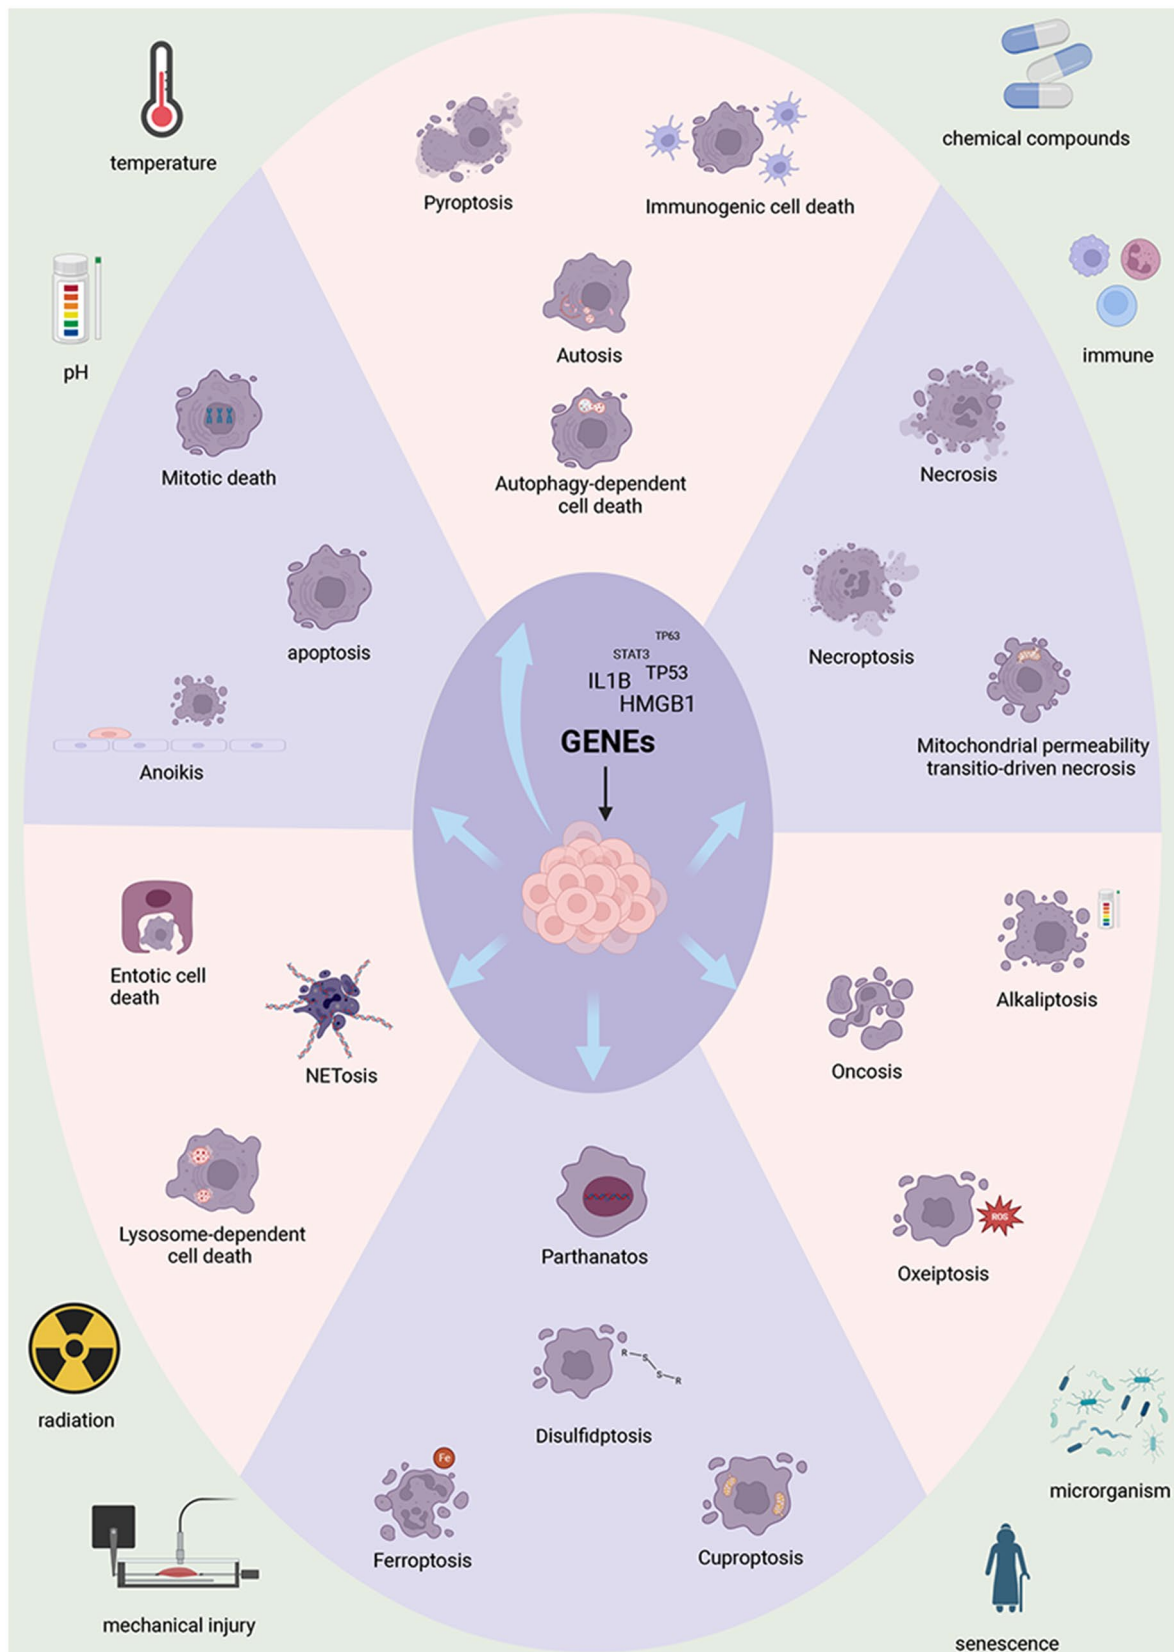 temperature
chemical compounds
Pyroptosis
Immunogenic cell death
pH
immune
Autosis
Mitotic death
Autophagy-dependent
cell death
Necrosis
apoptosis
Necroptosis
Anoikis
Mitochondrial permeability
transitio-driven necrosis
TP63
STAT3
IL1B
TP53
HMGB1
GENEs
Entotic cell
death
NETosis
Alkaliptosis
Oncosis
Lysosome-dependent
cell death
Parthanatos
ROS
Oxeiptosis
R
S
S
R
Disulfidptosis
radiation
Fe
Ferroptosis
Cuproptosis
microrganism
mechanical injury
senescence